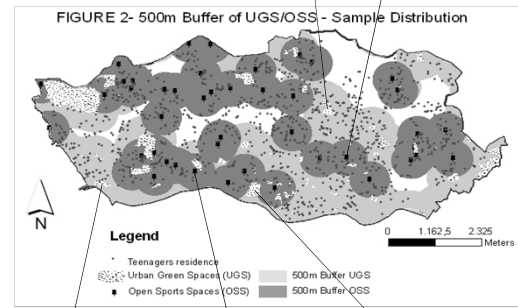 FIGURE 2- 500m Buffer of UGS/OSS - Sample Distribution
N
Legend
Teenagers residence
Urban Green Spaces (UGS) 500m Buffer UGS
Open Sports Spaces (OSS) 500m Buffer OSS
0 1.162,5 2.325
Meters